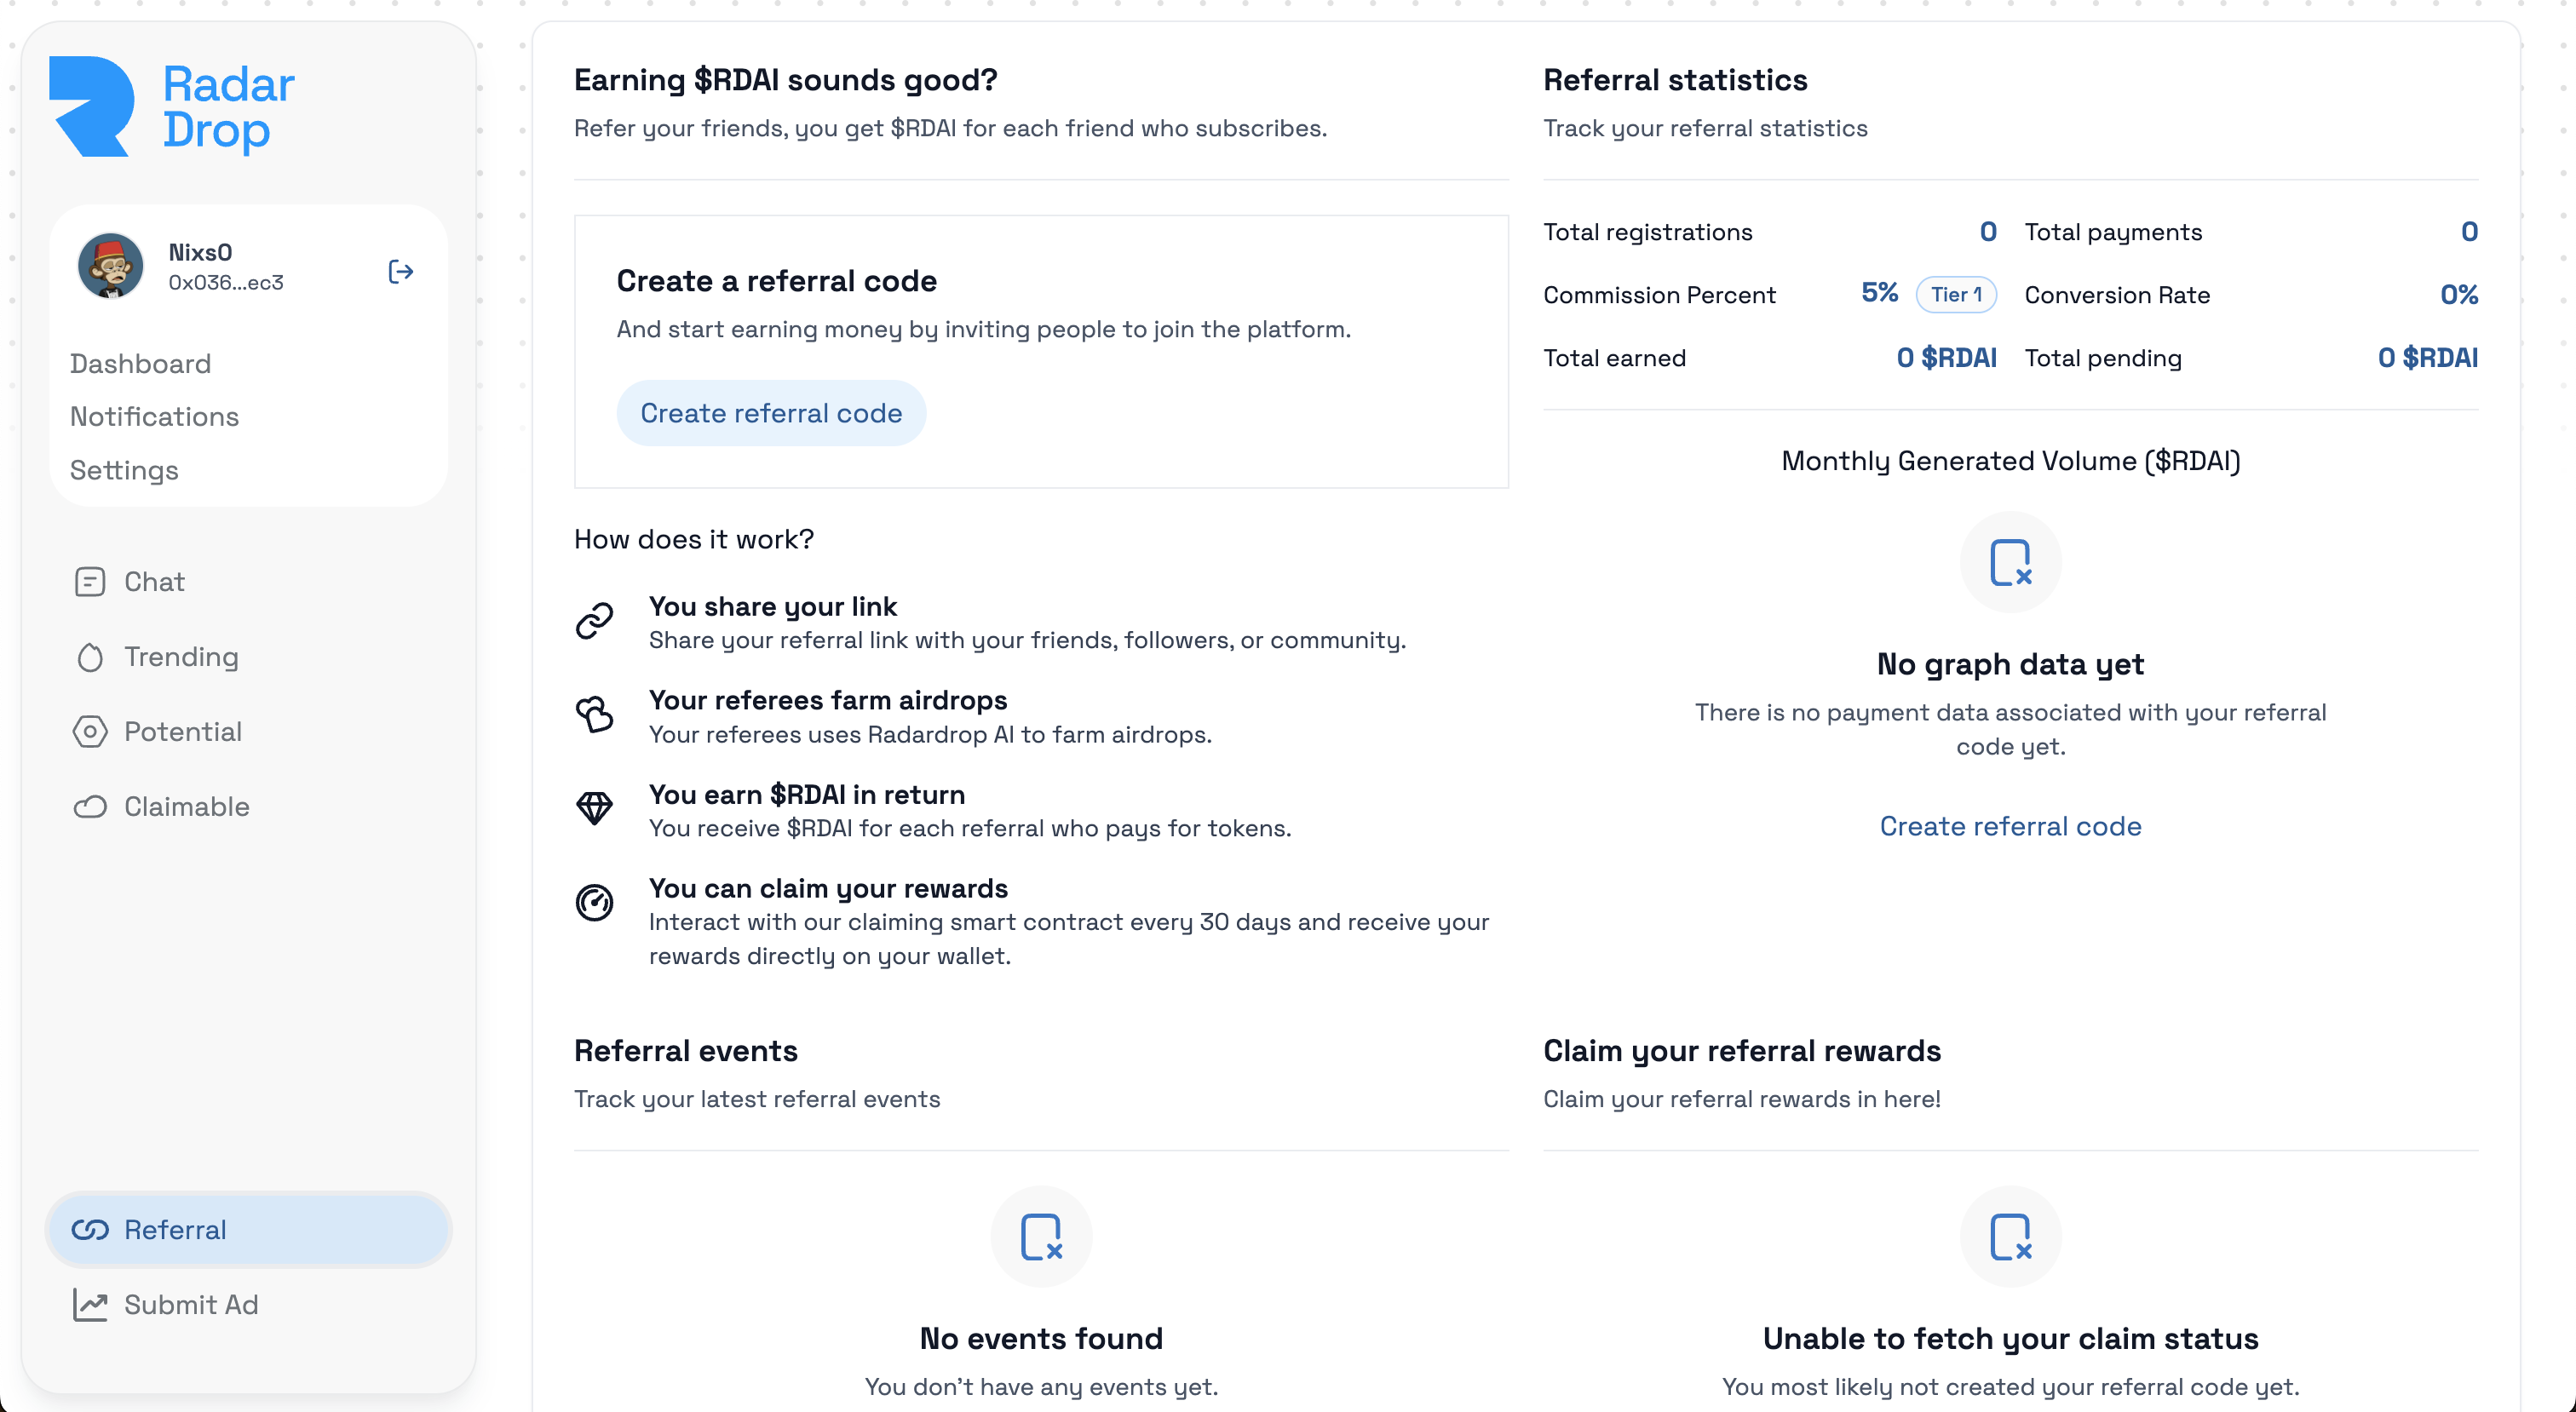 Radar
Drop
Nixs0
0x036...ec3
Dashboard
Notifications
Settings
Chat
Trending
Potential
Claimable
Referral
Submit Ad
Earning $RDAI sounds good?
Refer your friends, you get $RDAI for each friend who subscribes.
Create a referral code
And start earning money by inviting people to join the platform.
Create referral code
How does it work?
You share your link
Share your referral link with your friends, followers, or community.
Your referees farm airdrops
Your referees uses Radardrop AI to farm airdrops.
You earn $RDAI in return
You receive $RDAI for each referral who pays for tokens.
You can claim your rewards
Interact with our claiming smart contract every 30 days and receive your
rewards directly on your wallet.
Referral statistics
Track your referral statistics
Total registrations 0 Total payments 0
Commission Percent 5% Tier 1 Conversion Rate 0%
Total earned 0 $RDAI Total pending 0 $RDAI
Monthly Generated Volume ($RDAI)
No graph data yet
There is no payment data associated with your referral
code yet.
Create referral code
Referral events
Track your latest referral events
No events found
You don't have any events yet.
Claim your referral rewards
Claim your referral rewards in here!
Unable to fetch your claim status
You most likely not created your referral code yet.